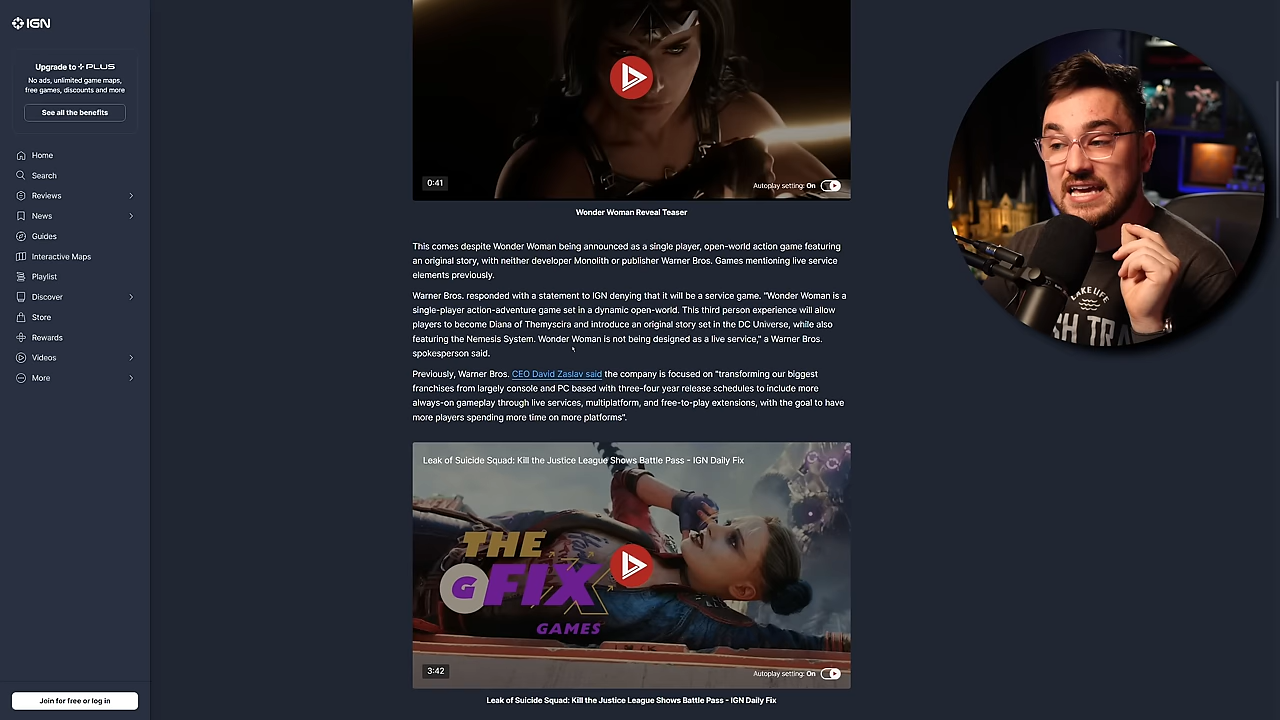 IGN
Upgrade to PLUS
No ads, unlimited game maps,
free games, discounts and more
See all the benefits
Home
Search
Reviews
News
Guides
Interactive Maps
Playlist
Discover
Store
Rewards
Videos
More
Join for free or log in
0:41
Autoplay setting: On
Wonder Woman Reveal Teaser
This comes despite Wonder Woman being announced as a single player, open-world action game featuring
an original story, with neither developer Monolith or publisher Warner Bros. Games mentioning live service
elements previously.
Warner Bros. responded with a statement to IGN denying that it will be a service game. "Wonder Woman is a
single-player action-adventure game set in a dynamic open-world. This third person experience will allow
players to become Diana of Themyscira and introduce an original story set in the DC Universe, while also
featuring the Nemesis System. Wonder Woman is not being designed as a live service," a Warner Bros.
spokesperson said.
Previously, Warner Bros. CEO David Zaslav said the company is focused on "transforming our biggest
franchises from largely console and PC based with three-four year release schedules to include more
always-on gameplay through live services, multiplatform, and free-to-play extensions, with the goal to have
more players spending more time on more platforms".
Leak of Suicide Squad: Kill the Justice League Shows Battle Pass - IGN Daily Fix
THE
G FIX
GAMES
3:42
Autoplay setting: On
Leak of Suicide Squad: Kill the Justice League Shows Battle Pass - IGN Daily Fix
LAKE LIFE